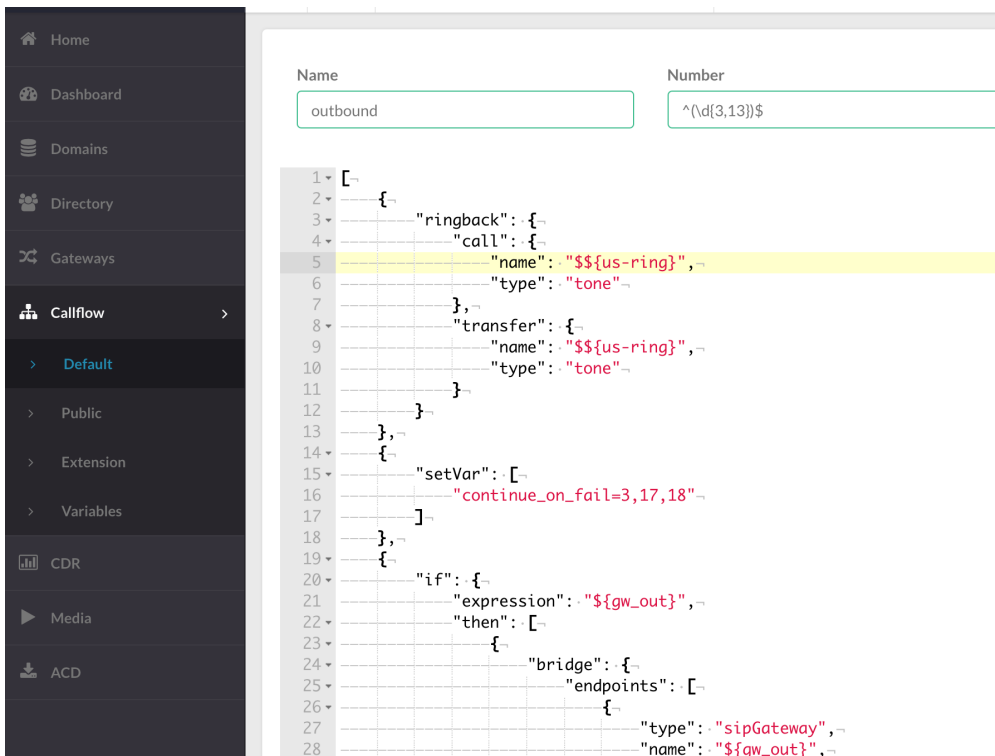 Home
Dashboard
Domains
Directory
Gateways
Callflow
Default
Public
Extension
Variables
CDR
Media
ACD
Name
Number
outbound
^(\d{3,13})$
1 [
2 {
3 "ringback": {
4 "call": {
5 "name": "$${us-ring}",
6 "type": "tone"
7 },
8 "transfer": {
9 "name": "$${us-ring}",
10 "type": "tone"
11 }
12 }
13 },
14 {
15 "setVar": [
16 "continue_on_fail=3,17,18"
17 ]
18 },
19 {
20 "if": {
21 "expression": "${gw_out}",
22 "then": [
23 {
24 "bridge": {
25 "endpoints": [
26 {
27 "type": "sipGateway",
28 "name": "${gw_out}",